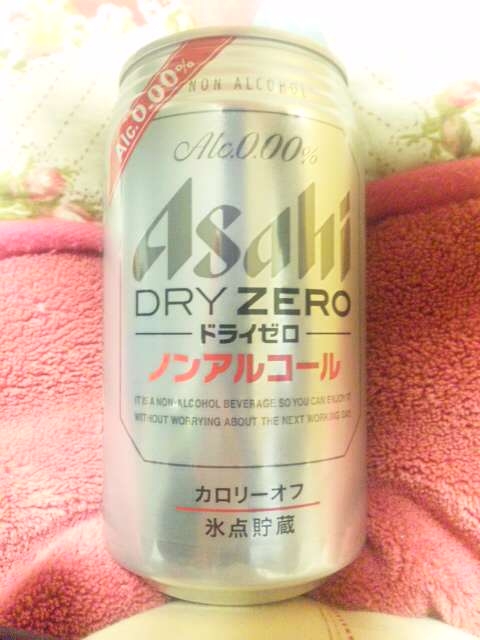 Alc.0.00%
NON ALCOHOL
Alc.0.00%
Asahi
DRY ZERO
ドライゼロ
ノンアルコール
IT IS A NON-ALCOHOL BEVERAGE SO YOU CAN ENJOY IT
WITHOUT WORRYING ABOUT THE NEXT WORKING DAY
カロリーオフ
氷点貯蔵